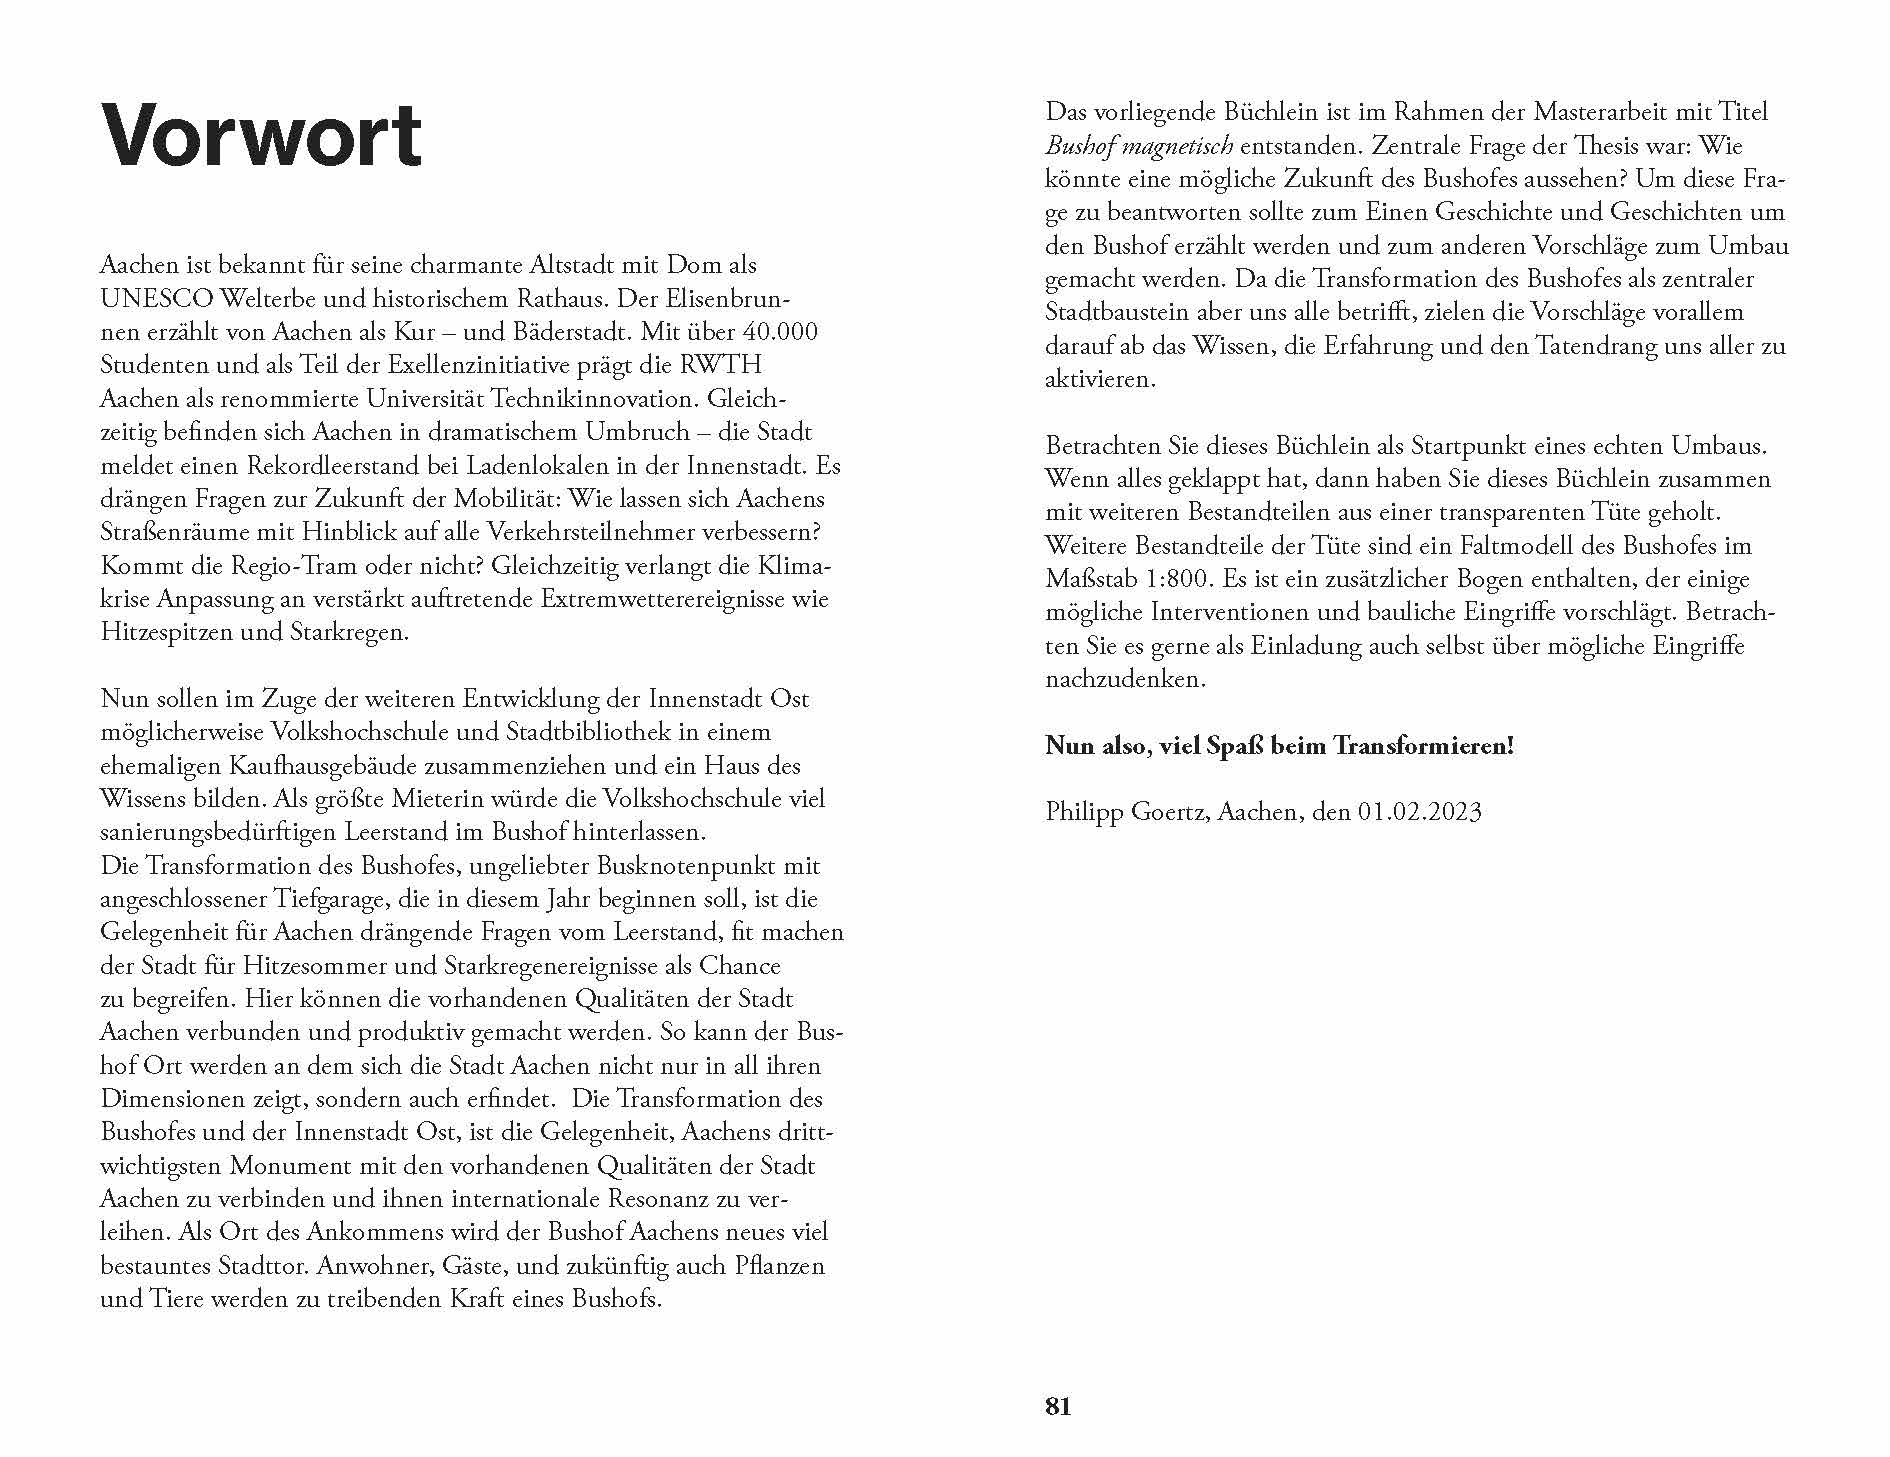 Vorwort
Aachen ist bekannt für seine charmante Altstadt mit Dom als
UNESCO Welterbe und historischem Rathaus. Der Elisenbrun-
nen erzählt von Aachen als Kur – und Bäderstadt. Mit über 40.000
Studenten und als Teil der Exellenzinitiative prägt die RWTH
Aachen als renommierte Universität Technikinnovation. Gleich-
zeitig befinden sich Aachen in dramatischem Umbruch – die Stadt
meldet einen Rekordleerstand bei Ladenlokalen in der Innenstadt. Es
drängen Fragen zur Zukunft der Mobilität: Wie lassen sich Aachens
Straßenräume mit Hinblick auf alle Verkehrsteilnehmer verbessern?
Kommt die Regio-Tram oder nicht? Gleichzeitig verlangt die Klima-
krise Anpassung an verstärkt auftretende Extremwetterereignisse wie
Hitzespitzen und Starkregen.
Nun sollen im Zuge der weiteren Entwicklung der Innenstadt Ost
möglicherweise Volkshochschule und Stadtbibliothek in einem
ehemaligen Kaufhausgebäude zusammenziehen und ein Haus des
Wissens bilden. Als größte Mieterin würde die Volkshochschule viel
sanierungsbedürftigen Leerstand im Bushof hinterlassen.
Die Transformation des Bushofes, ungeliebter Busknotenpunkt mit
angeschlossener Tiefgarage, die in diesem Jahr beginnen soll, ist die
Gelegenheit für Aachen drängende Fragen vom Leerstand, fit machen
der Stadt für Hitzesommer und Starkregenereignisse als Chance
zu begreifen. Hier können die vorhandenen Qualitäten der Stadt
Aachen verbunden und produktiv gemacht werden. So kann der Bus-
hof Ort werden an dem sich die Stadt Aachen nicht nur in all ihren
Dimensionen zeigt, sondern auch erfindet.  Die Transformation des
Bushofes und der Innenstadt Ost, ist die Gelegenheit, Aachens dritt-
wichtigsten Monument mit den vorhandenen Qualitäten der Stadt
Aachen zu verbinden und ihnen internationale Resonanz zu ver-
leihen. Als Ort des Ankommens wird der Bushof Aachens neues viel
bestauntes Stadttor. Anwohner, Gäste, und zukünftig auch Pflanzen
und Tiere werden zu treibenden Kraft eines Bushofs.
Das vorliegende Büchlein ist im Rahmen der Masterarbeit mit Titel
Bushof magnetisch entstanden. Zentrale Frage der Thesis war: Wie
könnte eine mögliche Zukunft des Bushofes aussehen? Um diese Fra-
ge zu beantworten sollte zum Einen Geschichte und Geschichten um
den Bushof erzählt werden und zum anderen Vorschläge zum Umbau
gemacht werden. Da die Transformation des Bushofes als zentraler
Stadtbaustein aber uns alle betrifft, zielen die Vorschläge vorallem
darauf ab das Wissen, die Erfahrung und den Tatendrang uns aller zu
aktivieren.
Betrachten Sie dieses Büchlein als Startpunkt eines echten Umbaus.
Wenn alles geklappt hat, dann haben Sie dieses Büchlein zusammen
mit weiteren Bestandteilen aus einer transparenten Tüte geholt.
Weitere Bestandteile der Tüte sind ein Faltmodell des Bushofes im
Maßstab 1:800. Es ist ein zusätzlicher Bogen enthalten, der einige
mögliche Interventionen und bauliche Eingriffe vorschlägt. Betrach-
ten Sie es gerne als Einladung auch selbst über mögliche Eingriffe
nachzudenken.
Nun also, viel Spaß beim Transformieren!
Philipp Goertz, Aachen, den 01.02.2023
81